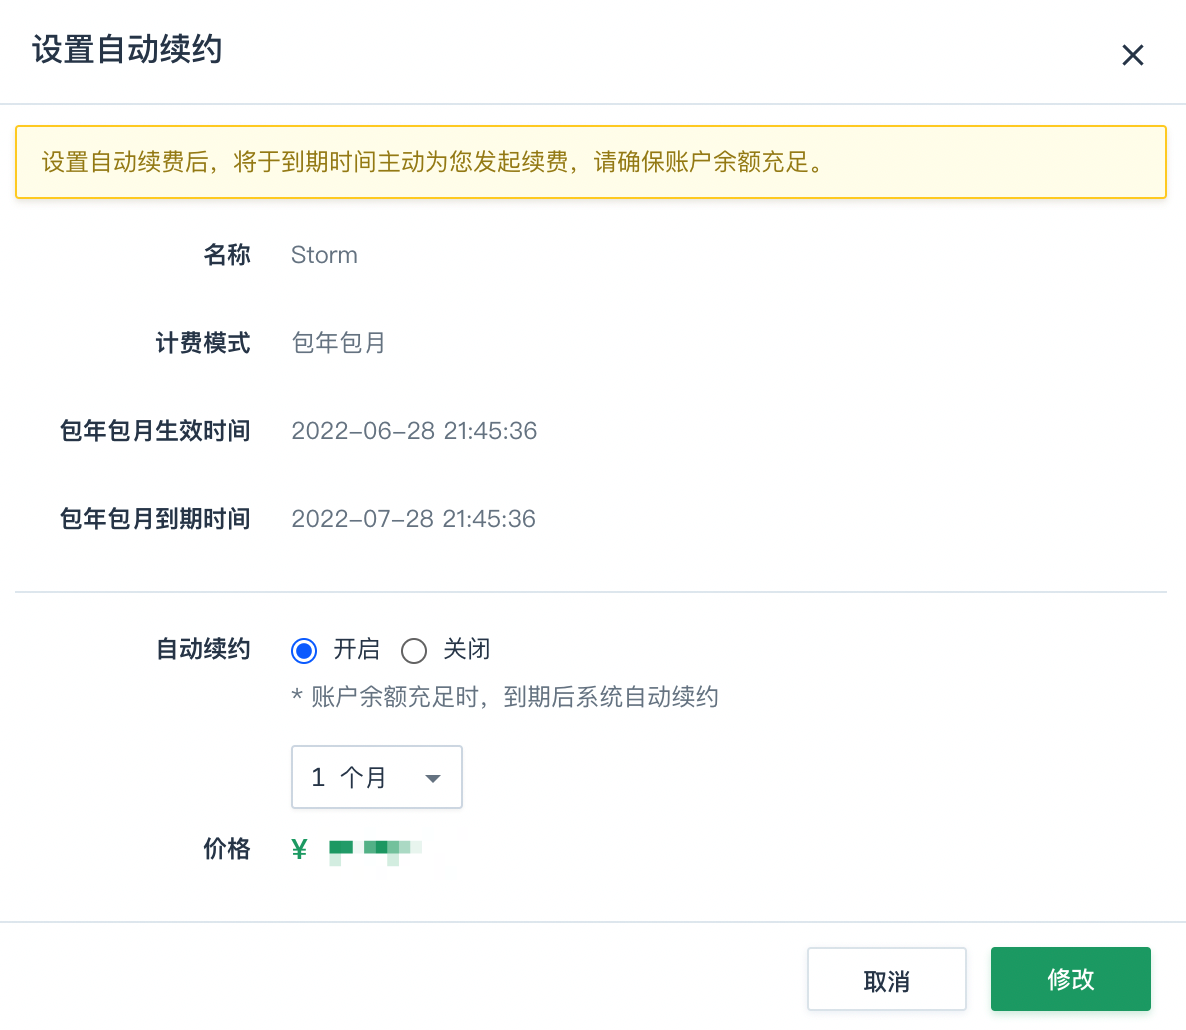 设置自动续约
设置自动续费后，将于到期时间主动为您发起续费，请确保账户余额充足。
名称 Storm
计费模式 包年包月
包年包月生效时间 2022-06-28 21:45:36
包年包月到期时间 2022-07-28 21:45:36
自动续约 开启 关闭
* 账户余额充足时，到期后系统自动续约
1 个月
价格 ¥
取消 修改